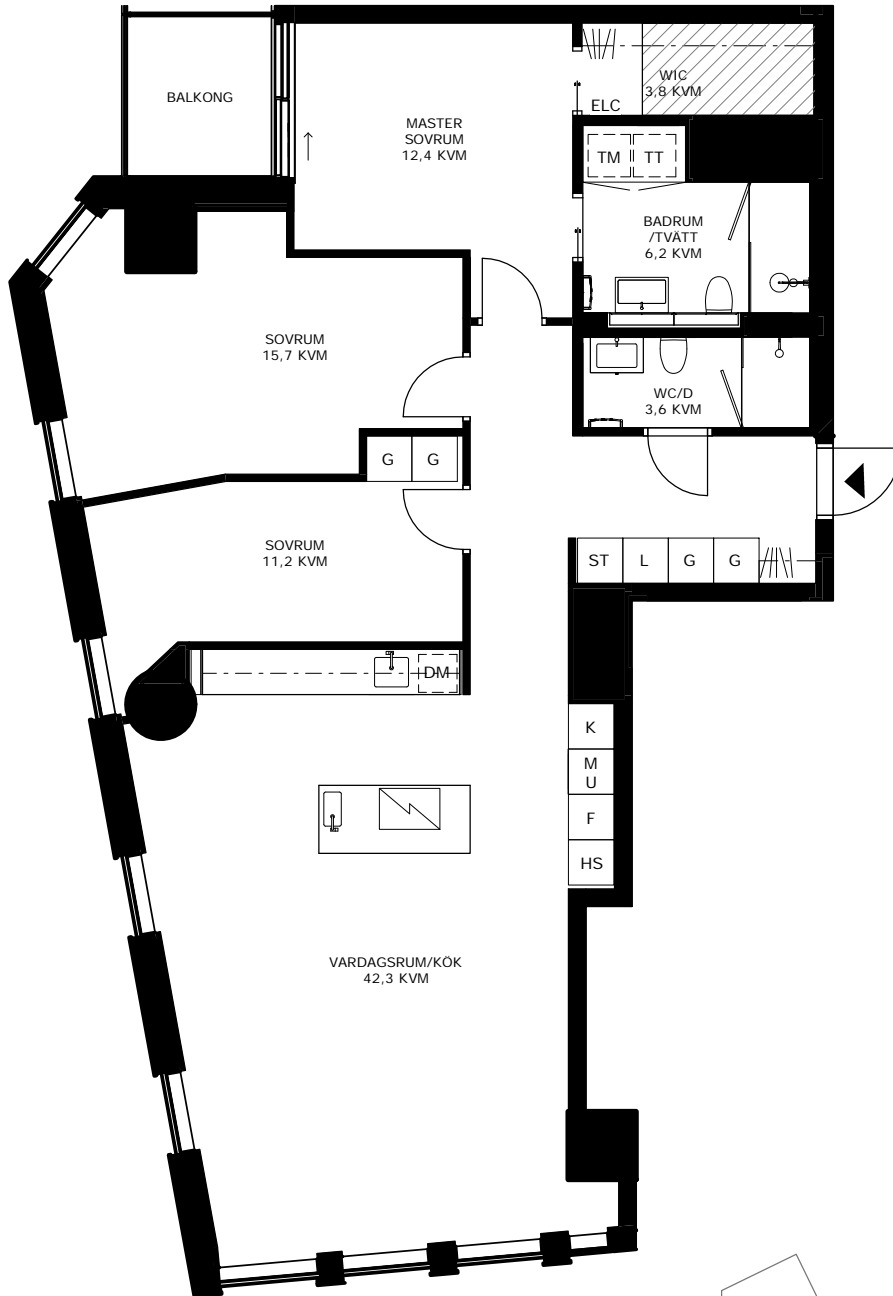 BALKONG
MASTER
SOVRUM
12,4 KVM
WIC
3,8 KVM
ELC
TM
TT
BADRUM
/TVÄTT
6,2 KVM
SOVRUM
15,7 KVM
WC/D
3,6 KVM
G
G
SOVRUM
11,2 KVM
ST
L
G
G
DM
K
M
U
F
HS
VARDAGSRUM/KÖK
42,3 KVM